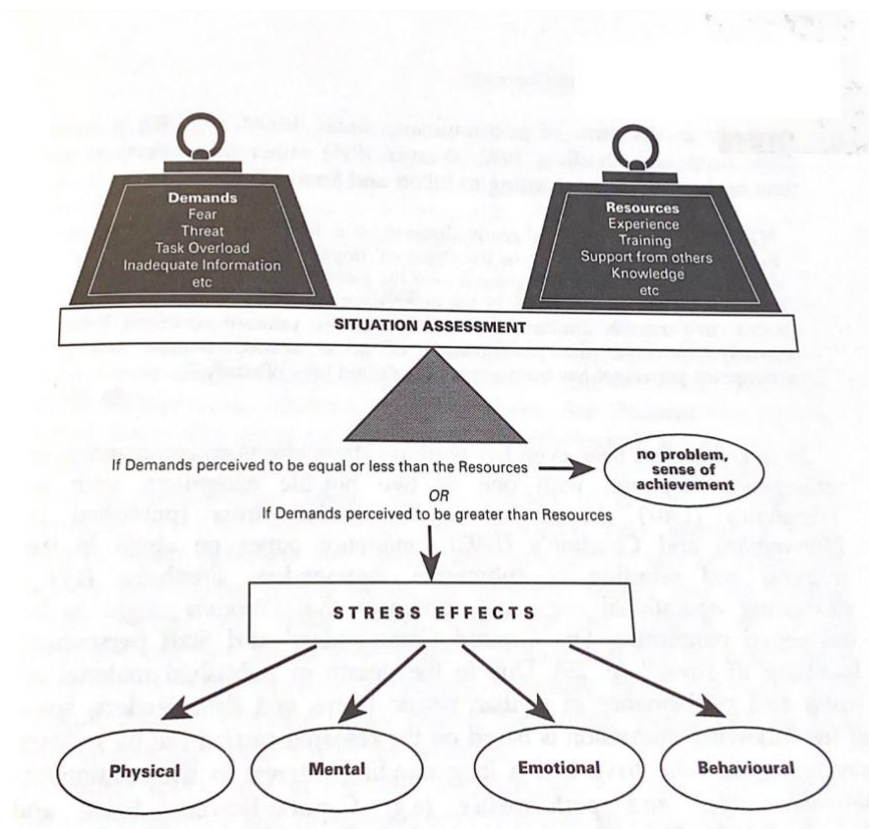 Demands
Fear
Threat
Task Overload
Inadequate Information
etc
Resources
Experience
Training
Support from others
Knowledge
etc
SITUATION ASSESSMENT
If Demands perceived to be equal or less than the Resources
no problem,
sense of
achievement
OR
If Demands perceived to be greater than Resources
STRESS EFFECTS
Physical
Mental
Emotional
Behavioural